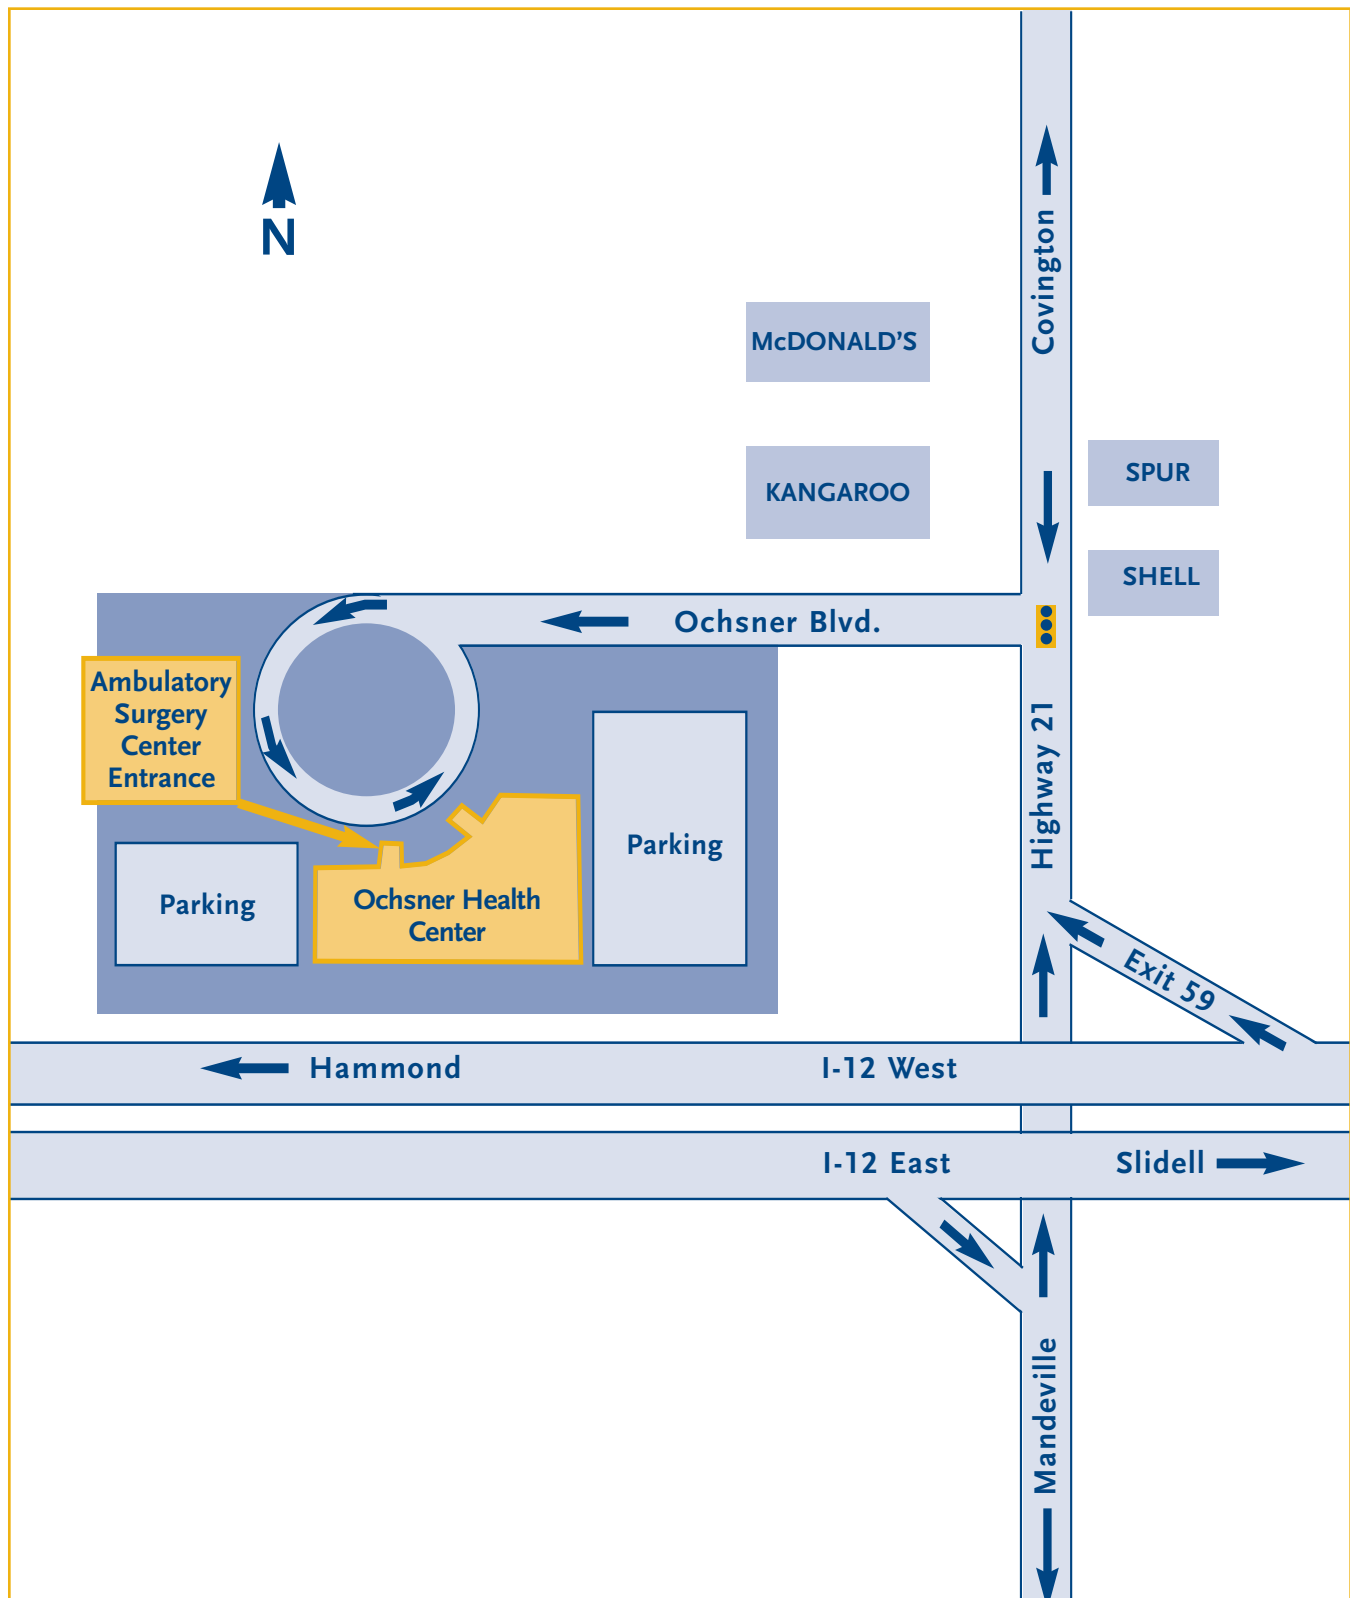 N
Covington
McDONALD'S
KANGAROO
SPUR
SHELL
Ochsner Blvd.
Ambulatory
Surgery
Center
Entrance
Highway 21
Parking
Parking
Ochsner Health
Center
Exit 59
Hammond
I-12 West
I-12 East
Slidell
Mandeville